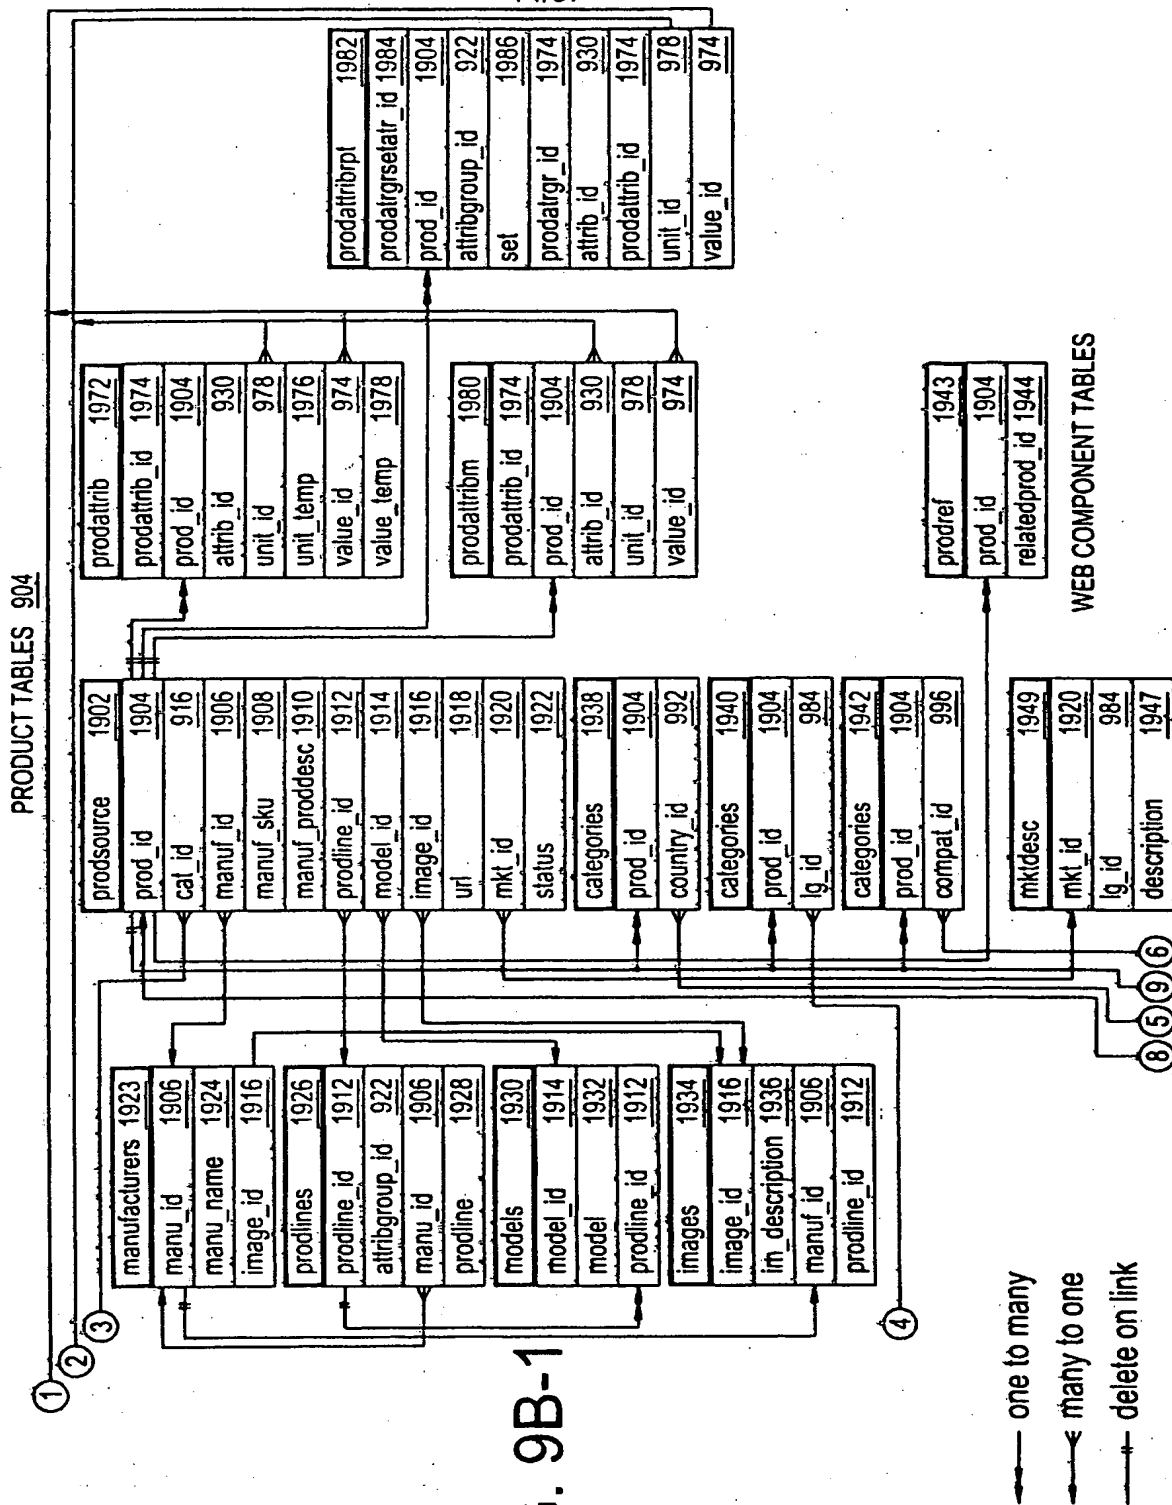 PRODUCT TABLES 904
prodsource 1902
prod_id 1904
cat_id 916
manuf_id 1906
manuf_sku 1908
manuf_proddesc 1910
prodline_id 1912
model_id 1914
image_id 1916
url 1918
mkt_id 1920
status 1922
categories 1938
prod_id 1904
country_id 992
categories 1940
prod_id 1904
lg_id 984
categories 1942
prod_id 1904
compat_id 996
mktdesc 1949
mkt_id 1920
lg_id 984
description 1947
manufacturers 1923
manu_id 1906
manu_name 1924
image_id 1916
prodlines 1926
prodline_id 1912
attribgroup_id 922
manu_id 1906
prodline 1928
models 1930
model_id 1914
model 1932
prodline_id 1912
images 1934
image_id 1916
im_description 1936
manuf_id 1906
prodline_id 1912
prodattrib 1972
prodattrib_id 1974
prod_id 1904
attrib_id 930
unit_id 978
unit_temp 1976
value_id 974
value_temp 1978
prodattribm 1980
prodattrib_id 1974
prod_id 1904
attrib_id 930
unit_id 978
value_id 974
prodattribrpt 1982
prodatrgrsetatr_id 1984
prod_id 1904
attribgroup_id 922
set 1986
prodatrgr_id 1974
attrib_id 930
prodattrib_id 1974
unit_id 978
value_id 974
prodref 1943
prod_id 1904
relatedprod_id 1944
WEB COMPONENT TABLES
1
2
3
4
8
5
9
6
9B-1
one to many
many to one
delete on link